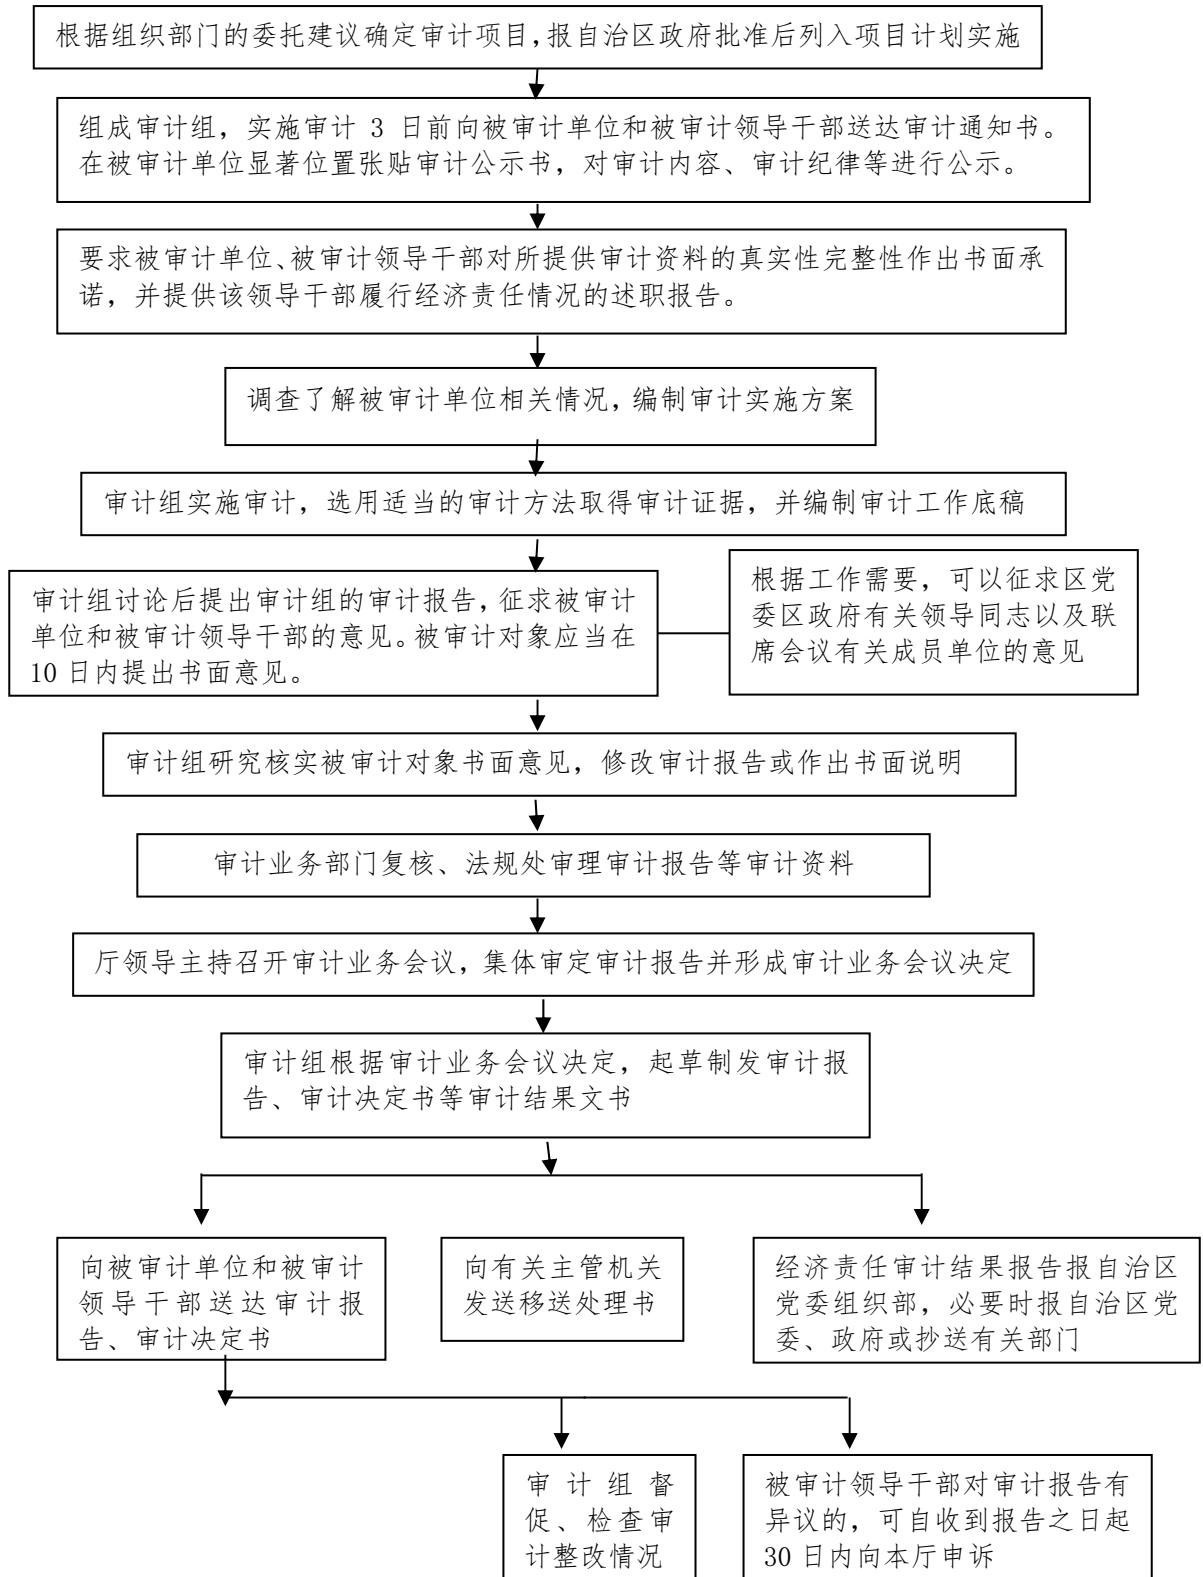 根据组织部门的委托建议确定审计项目,报自治区政府批准后列入项目计划实施
组成审计组，实施审计 3 日前向被审计单位和被审计领导干部送达审计通知书。
在被审计单位显著位置张贴审计公示书，对审计内容、审计纪律等进行公示。
要求被审计单位、被审计领导干部对所提供审计资料的真实性完整性作出书面承
诺，并提供该领导干部履行经济责任情况的述职报告。
调查了解被审计单位相关情况，编制审计实施方案
审计组实施审计，选用适当的审计方法取得审计证据，并编制审计工作底稿
审计组讨论后提出审计组的审计报告，征求被审计
单位和被审计领导干部的意见。被审计对象应当在
10 日内提出书面意见。
根据工作需要，可以征求区党
委区政府有关领导同志以及联
席会议有关成员单位的意见
审计组研究核实被审计对象书面意见，修改审计报告或作出书面说明
审计业务部门复核、法规处审理审计报告等审计资料
厅领导主持召开审计业务会议，集体审定审计报告并形成审计业务会议决定
审计组根据审计业务会议决定，起草制发审计报
告、审计决定书等审计结果文书
向被审计单位和被审计
领导干部送达审计报
告、审计决定书
向有关主管机关
发送移送处理书
经济责任审计结果报告报自治区
党委组织部，必要时报自治区党
委、政府或抄送有关部门
审计组督
促、检查审
计整改情况
被审计领导干部对审计报告有
异议的，可自收到报告之日起
30 日内向本厅申诉